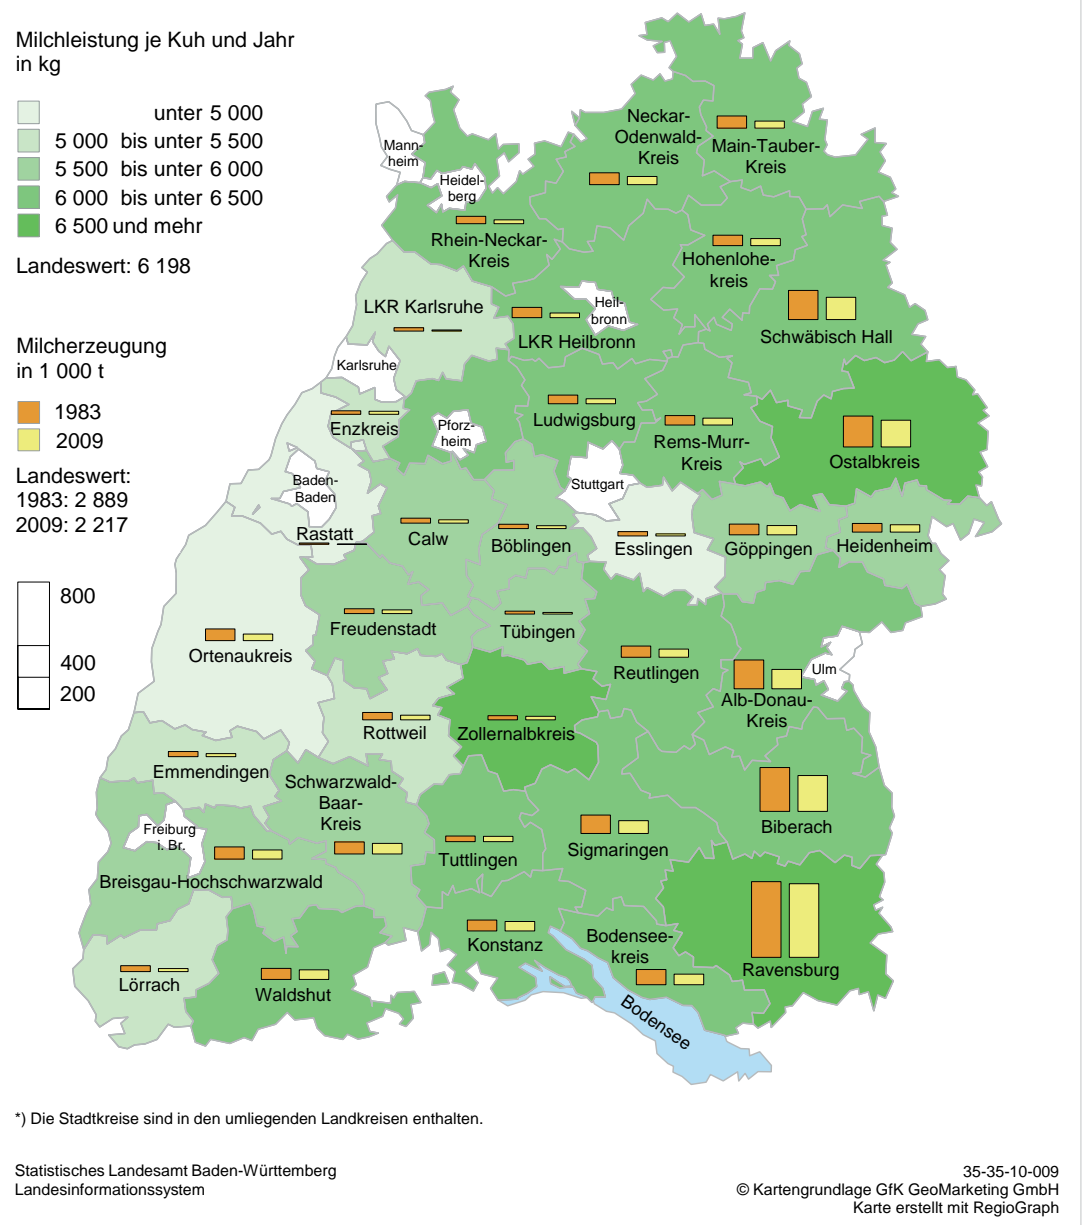 Milchleistung je Kuh und Jahr
in kg
unter 5 000
5 000 bis unter 5 500
5 500 bis unter 6 000
6 000 bis unter 6 500
6 500 und mehr
Landeswert: 6 198
Milcherzeugung
in 1 000 t
1983
2009
Landeswert:
1983: 2 889
2009: 2 217
800
400
200
Neckar-
Odenwald-
Kreis
Main-Tauber-
Kreis
Mann-
heim
Heidel-
berg
Rhein-Neckar-
Kreis
Hohenlohe-
kreis
LKR Karlsruhe
Heil-
bronn
LKR Heilbronn
Schwäbisch Hall
Karlsruhe
Enzkreis
Pforz-
heim
Ludwigsburg
Rems-Murr-
Kreis
Ostalbkreis
Baden-
Baden
Stuttgart
Rastatt
Calw
Böblingen
Esslingen
Göppingen
Heidenheim
Freudenstadt
Tübingen
Ortenaukreis
Reutlingen
Ulm
Alb-Donau-
Kreis
Rottweil
Zollernalbkreis
Emmendingen
Schwarzwald-
Baar-
Kreis
Biberach
Freiburg
i. Br.
Tuttlingen
Sigmaringen
Breisgau-Hochschwarzwald
Konstanz
Bodensee-
kreis
Ravensburg
Lörrach
Waldshut
Bodensee
*) Die Stadtkreise sind in den umliegenden Landkreisen enthalten.
Statistisches Landesamt Baden-Württemberg
Landesinformationssystem
35-35-10-009
© Kartengrundlage GfK GeoMarketing GmbH
Karte erstellt mit RegioGraph